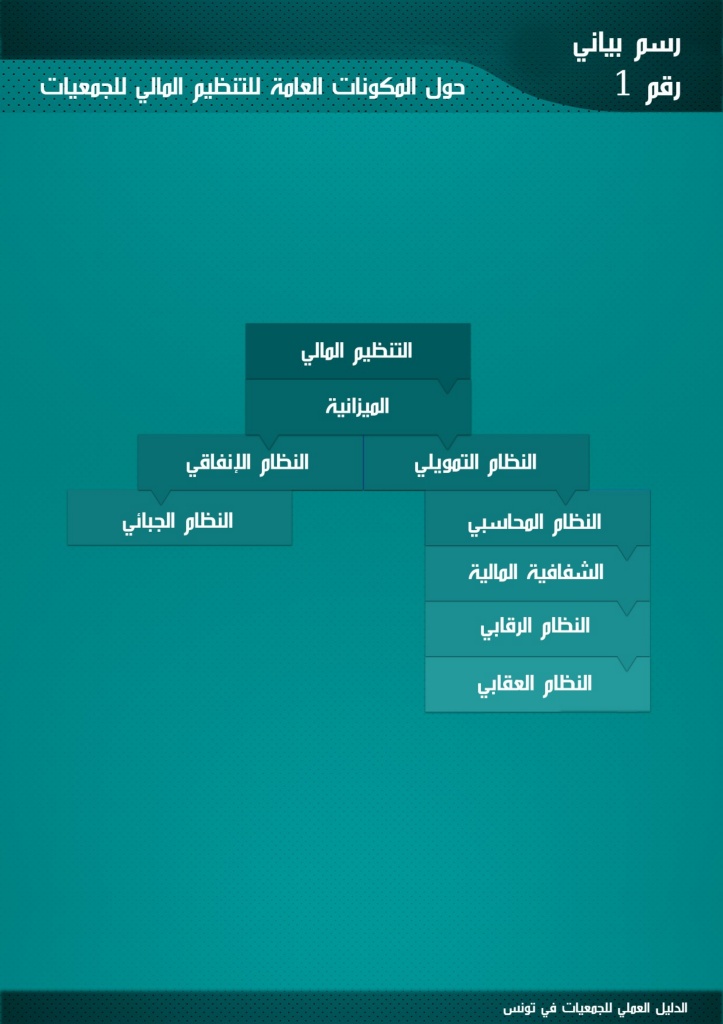 رسم بياني
رقم 1
حول المكونات العامة للتنظيم المالي للجمعيات
التنظيم المالي
الميزانية
النظام التمويلي
النظام الإنفاقي
النظام المحاسبي
النظام الجبائي
الشفافية المالية
النظام الرقابي
النظام العقابي
الدليل العملي للجمعيات في تونس